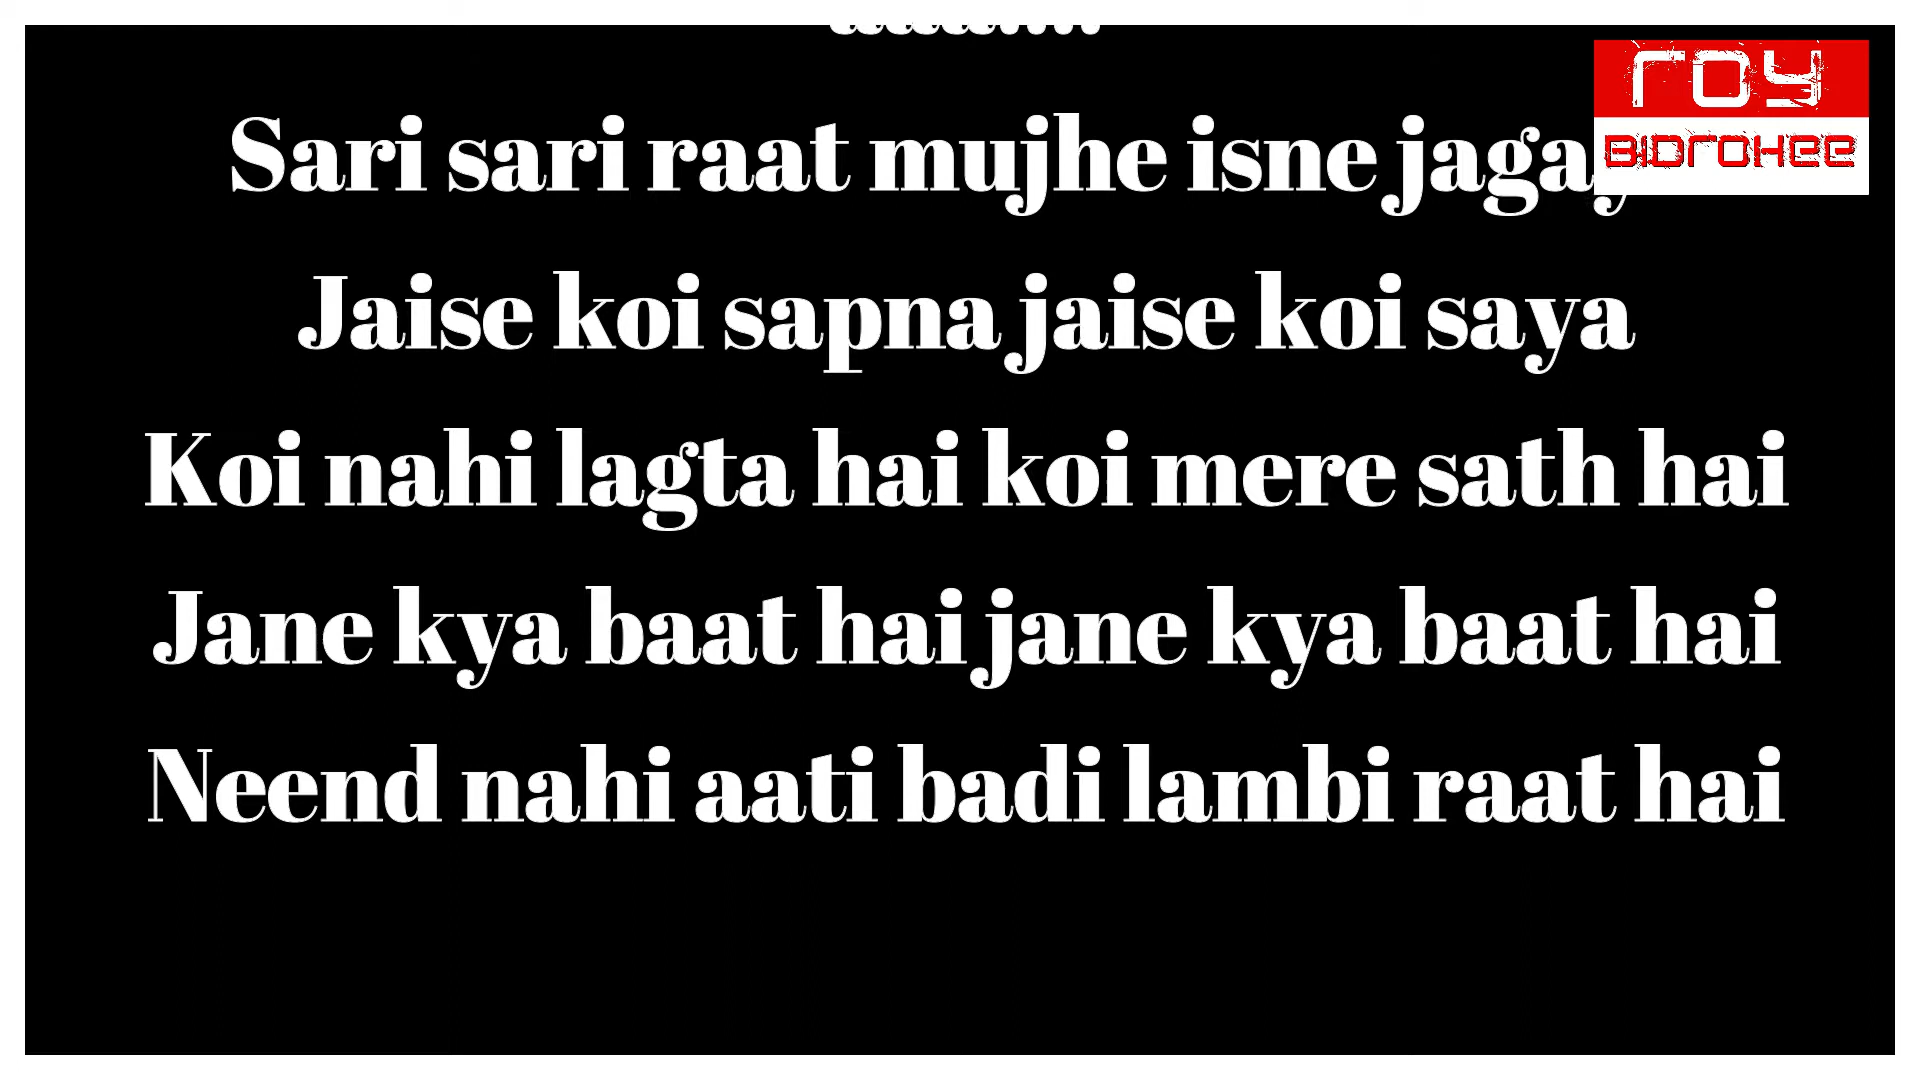 roy
BIDROHEE
Sari sari raat mujhe isne
Jaise koi sapna jaise koi saya
Koi nahi lagta hai koi mere sath hai
Jane kya baat hai jane kya baat hai
Neend nahi aati badi lambi raat hai